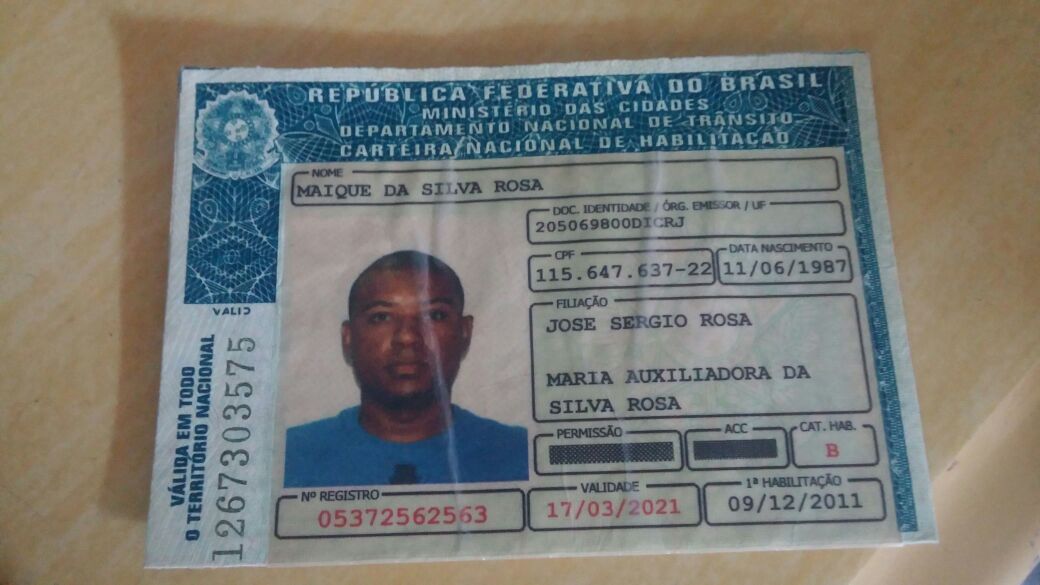 REPÚBLICA FEDERATIVA DO BRASIL
MINISTÉRIO DAS CIDADES
DEPARTAMENTO NACIONAL DE TRÂNSITO
CARTEIRA NACIONAL DE HABILITAÇÃO
NOME
MAIQUE DA SILVA ROSA
DOC. IDENTIDADE / ÓRG. EMISSOR / UF
205069800DICRJ
CPF
115.647.637-22
DATA NASCIMENTO
11/06/1987
FILIAÇÃO
JOSE SERGIO ROSA
MARIA AUXILIADORA DA
SILVA ROSA
PERMISSÃO
ACC
CAT. HAB.
B
Nº REGISTRO
05372562563
VALIDADE
17/03/2021
1ª HABILITAÇÃO
09/12/2011
VÁLIDA EM TODO
O TERRITÓRIO NACIONAL
1267303575